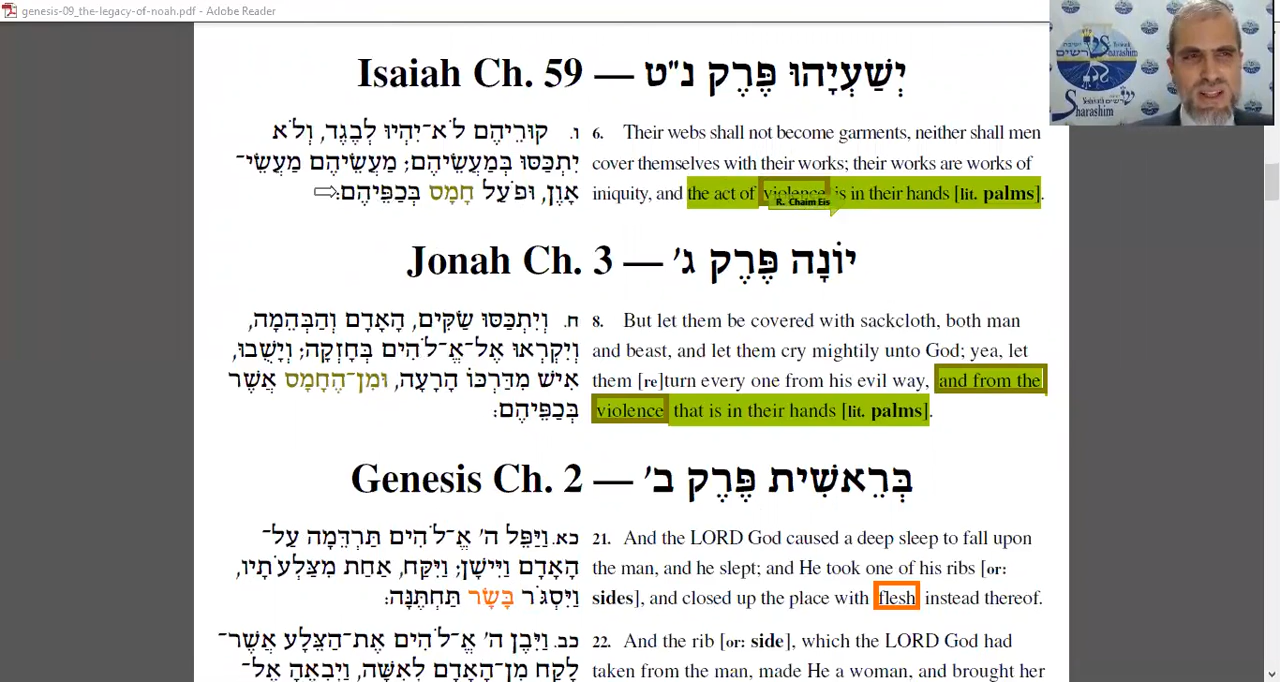 genesis-09_the-legacy-of-noah.pdf - Adobe Reader
Sharashim
Yeshivath
Sharashim
Isaiah Ch. 59 — יְשַׁעְיָהוּ פֶּרֶק נ"ט
ו. קוּרֵיהֶם לֹא־יִהְיוּ לְבֶגֶד, וְלֹא
יִתְכַּסּוּ בְּמַעֲשֵׂיהֶם; מַעֲשֵׂיהֶם מַעֲשֵׂי־
אָוֶן, וּפֹעַל חָמָס בְּכַפֵּיהֶם:
6. Their webs shall not become garments, neither shall men
cover themselves with their works; their works are works of
iniquity, and the act of violence is in their hands [lit. palms].
R. Chaim Eis
Jonah Ch. 3 — יוֹנָה פֶּרֶק ג'
ח. וְיִתְכַּסּוּ שַׂקִּים, הָאָדָם וְהַבְּהֵמָה,
וְיִקְרְאוּ אֶל־אֱ־לֹהִים בְּחָזְקָה; וְיָשֻׁבוּ,
אִישׁ מִדַּרְכּוֹ הָרָעָה, וּמִן־הֶחָמָס אֲשֶׁר
בְּכַפֵּיהֶם:
8. But let them be covered with sackcloth, both man
and beast, and let them cry mightily unto God; yea, let
them [re]turn every one from his evil way, and from the
violence that is in their hands [lit. palms].
Genesis Ch. 2 — בְּרֵאשִׁית פֶּרֶק ב'
כא. וַיַּפֵּל ה' אֱ־לֹהִים תַּרְדֵּמָה עַל־
הָאָדָם וַיִּישָׁן; וַיִּקַּח, אַחַת מִצַּלְעֹתָיו,
וַיִּסְגֹּר בָּשָׂר תַּחְתֶּנָּה:
21. And the LORD God caused a deep sleep to fall upon
the man, and he slept; and He took one of his ribs [or:
sides], and closed up the place with flesh instead thereof.
כב. וַיִּבֶן ה' אֱ־לֹהִים אֶת־הַצֵּלָע אֲשֶׁר־
לָקַח מִן־הָאָדָם לְאִשָּׁה, וַיְבִאֶהָ אֶל־
22. And the rib [or: side], which the LORD God had
taken from the man, made He a woman, and brought her